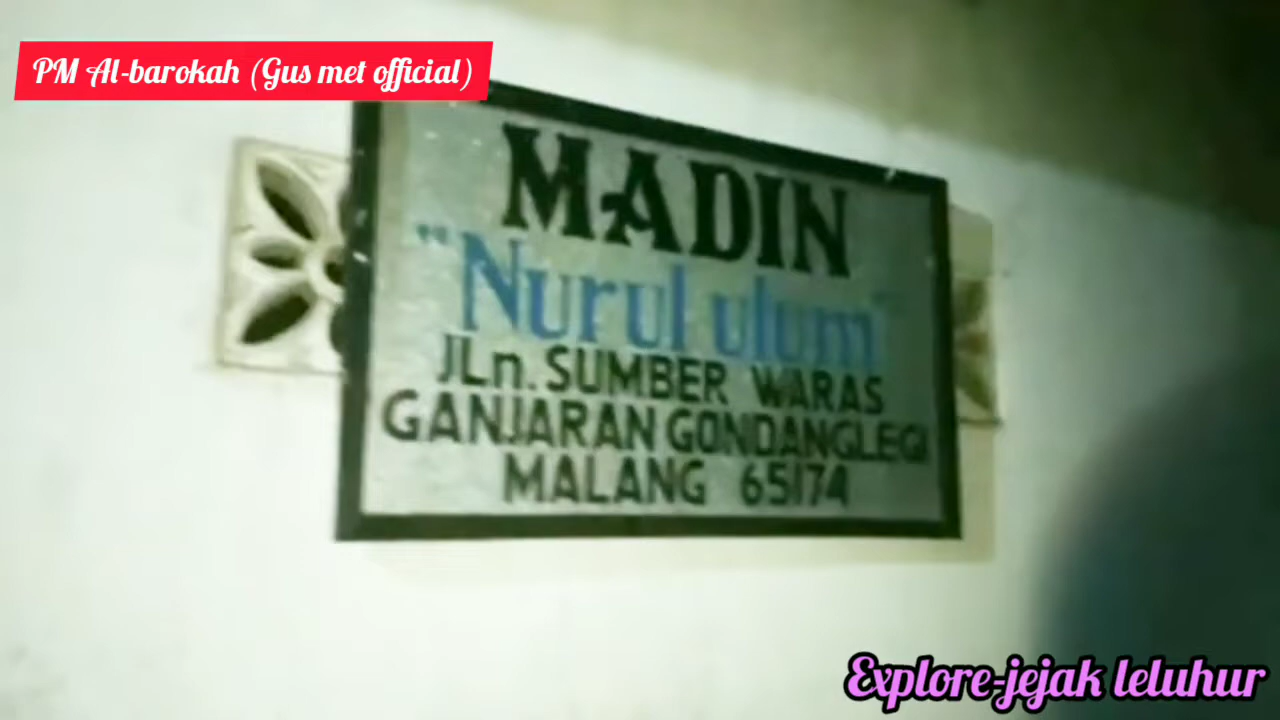 PM Al-barokah (Gus met official)
MADIN
"Nurul ulum"
JLn. SUMBER WARAS
GANJARAN GONDANGLEGI
MALANG 65174
Explore-jejak leluhur